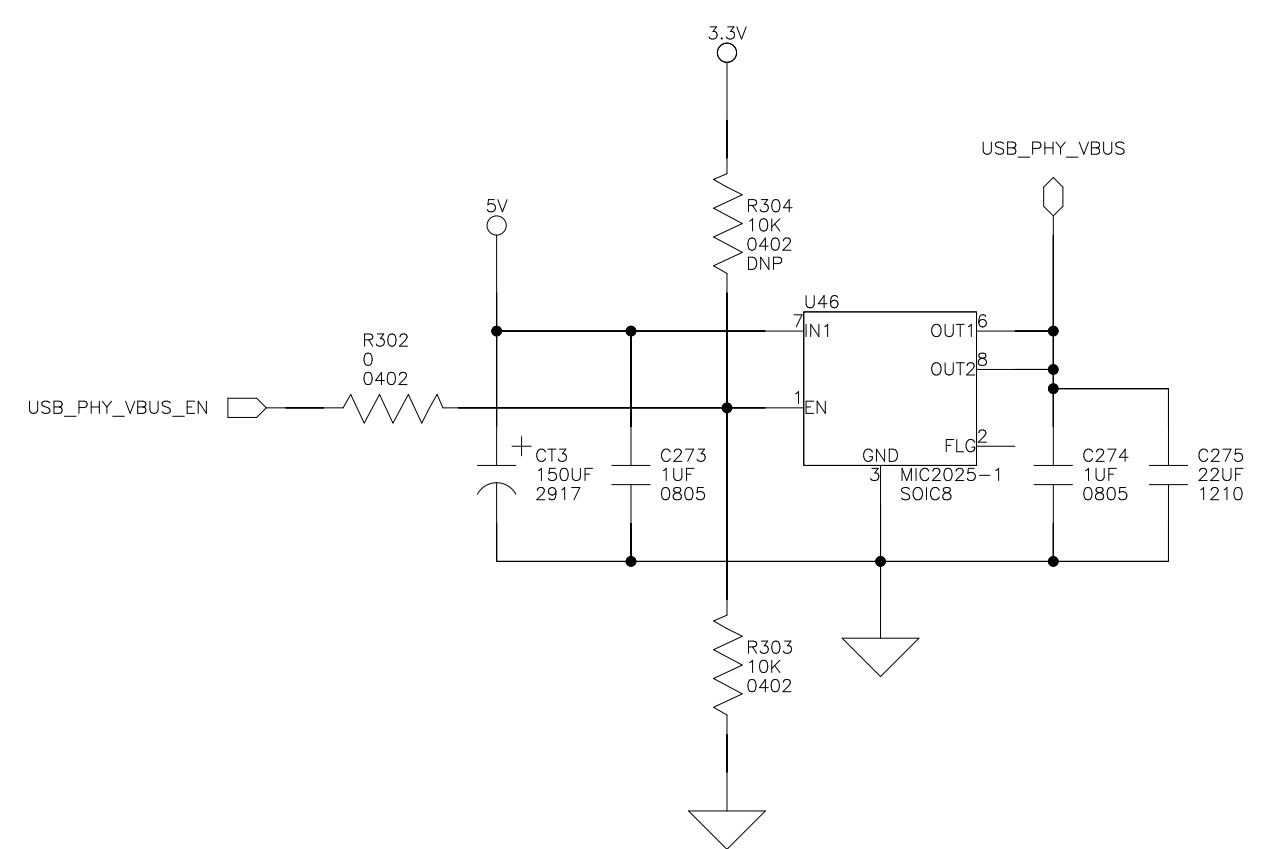 3.3V
USB_PHY_VBUS
5V
R304
10K
0402
DNP
U46
7
IN1
OUT1
6
OUT2
8
R302
0
0402
USB_PHY_VBUS_EN
1
EN
FLG
2
GND
3
MIC2025-1
SOIC8
+
CT3
150UF
2917
C273
1UF
0805
C274
1UF
0805
C275
22UF
1210
R303
10K
0402